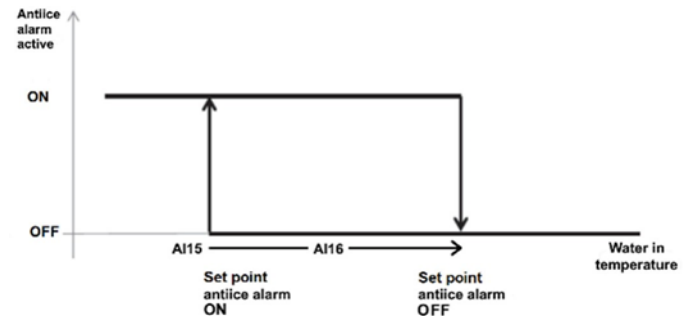 Antiice
alarm
active
ON
OFF
AI15
AI16
Water in
temperature
Set point
antiice alarm
ON
Set point
antiice alarm
OFF